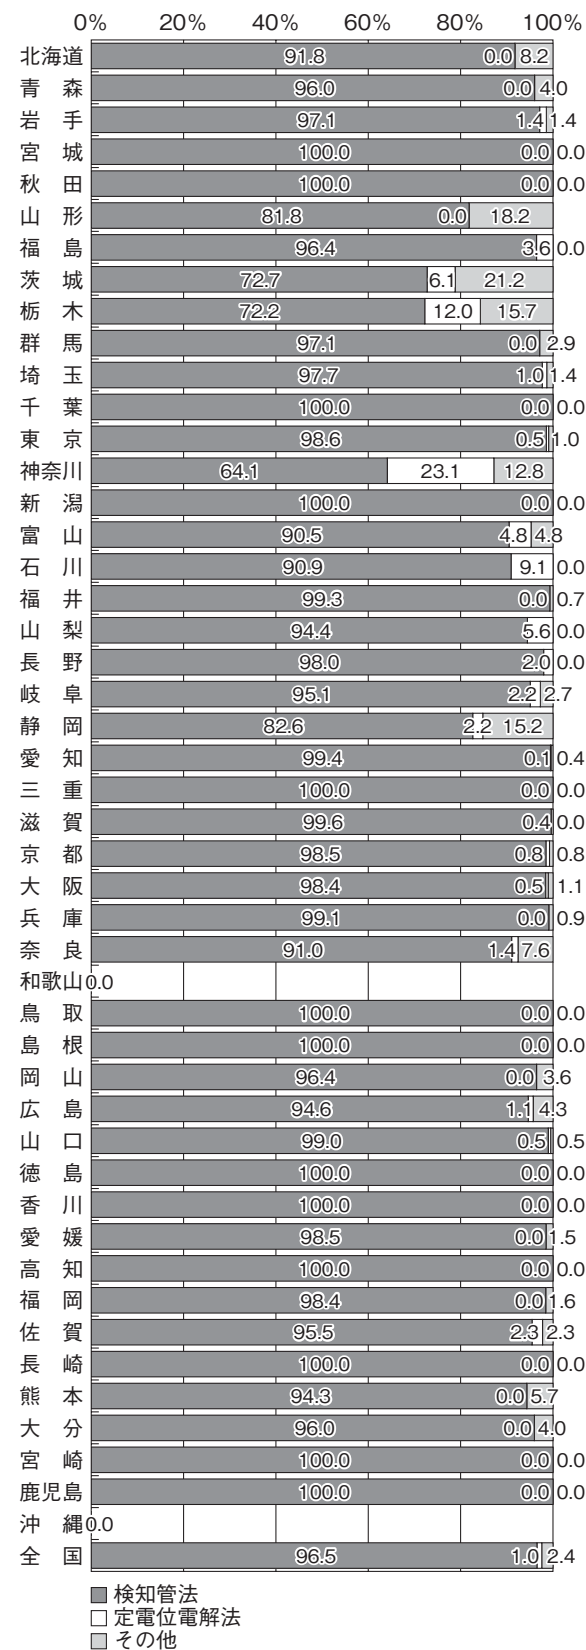 0% 20% 40% 60% 80% 100%
北海道 91.8 0.0 8.2
青森 96.0 0.0 4.0
岩手 97.1 1.4 1.4
宮城 100.0 0.0 0.0
秋田 100.0 0.0 0.0
山形 81.8 0.0 18.2
福島 96.4 3.6 0.0
茨城 72.7 6.1 21.2
栃木 72.2 12.0 15.7
群馬 97.1 0.0 2.9
埼玉 97.7 1.0 1.4
千葉 100.0 0.0 0.0
東京 98.6 0.5 1.0
神奈川 64.1 23.1 12.8
新潟 100.0 0.0 0.0
富山 90.5 4.8 4.8
石川 90.9 9.1 0.0
福井 99.3 0.0 0.7
山梨 94.4 5.6 0.0
長野 98.0 2.0 0.0
岐阜 95.1 2.2 2.7
静岡 82.6 2.2 15.2
愛知 99.4 0.1 0.4
三重 100.0 0.0 0.0
滋賀 99.6 0.4 0.0
京都 98.5 0.8 0.8
大阪 98.4 0.5 1.1
兵庫 99.1 0.0 0.9
奈良 91.0 1.4 7.6
和歌山 0.0
鳥取 100.0 0.0 0.0
島根 100.0 0.0 0.0
岡山 96.4 0.0 3.6
広島 94.6 1.1 4.3
山口 99.0 0.5 0.5
徳島 100.0 0.0 0.0
香川 100.0 0.0 0.0
愛媛 98.5 0.0 1.5
高知 100.0 0.0 0.0
福岡 98.4 0.0 1.6
佐賀 95.5 2.3 2.3
長崎 100.0 0.0 0.0
熊本 94.3 0.0 5.7
大分 96.0 0.0 4.0
宮崎 100.0 0.0 0.0
鹿児島 100.0 0.0 0.0
沖縄 0.0
全国 96.5 1.0 2.4
検知管法
定電位電解法
その他